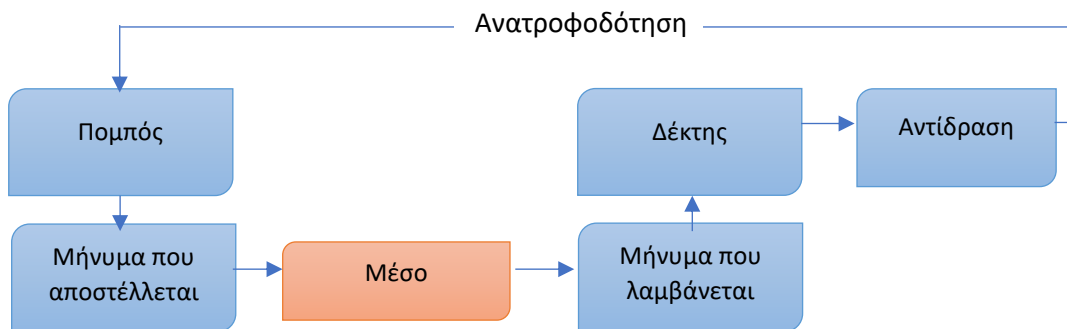 Ανατροφοδότηση
Πομπός
Δέκτης
Αντίδραση
Μήνυμα που
αποστέλλεται
Μέσο
Μήνυμα που
λαμβάνεται